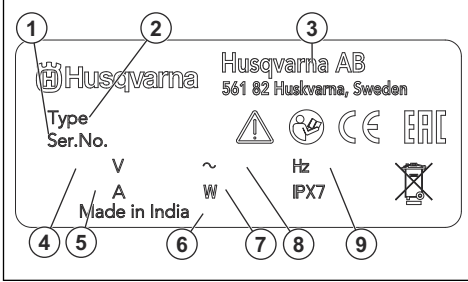 1 2 3
Husqvarna
Husqvarna AB
561 82 Huskvarna, Sweden
Type
Ser.No.
CE EAC
V ~ Hz
A W IPX7
Made in India
4 5 6 7 8 9